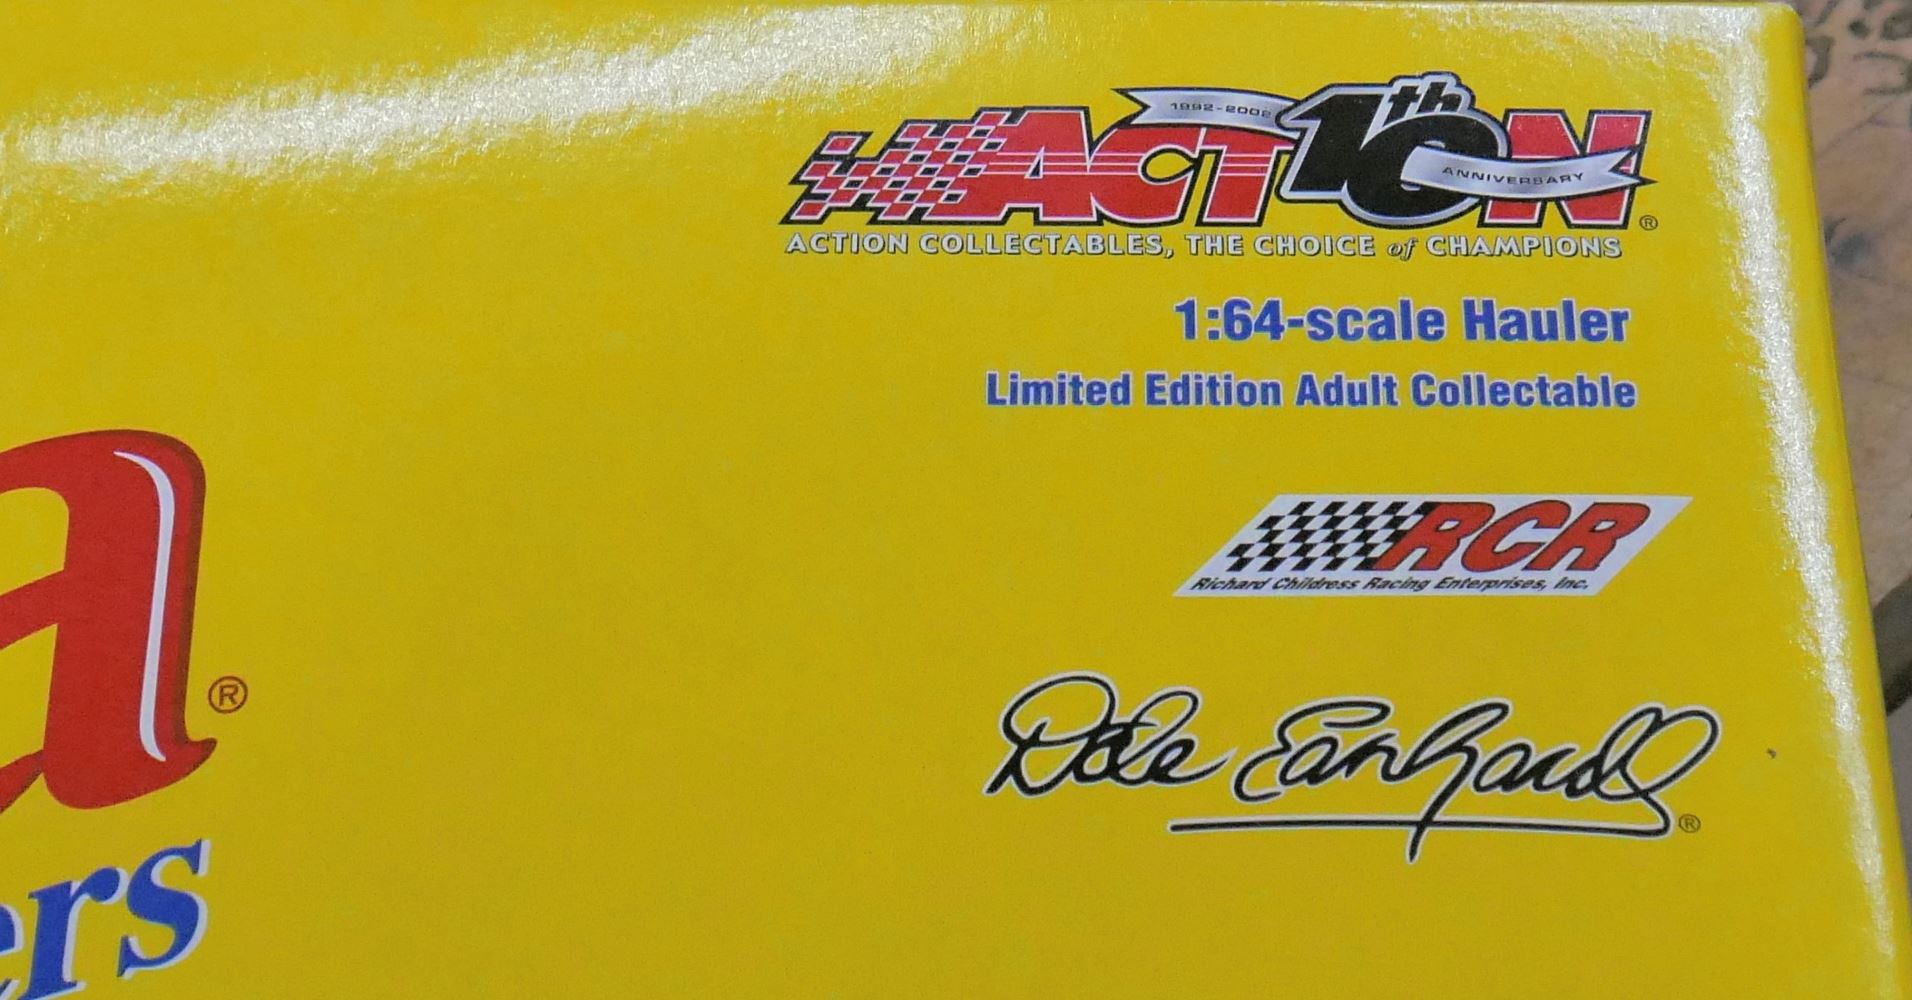 1992-2002
ACTION 10th
ANNIVERSARY
®
ACTION COLLECTABLES, THE CHOICE of CHAMPIONS
1:64-scale Hauler
Limited Edition Adult Collectable
RCR
Richard Childress Racing Enterprises, Inc.
a®
ers
Dale Earnhardt
®